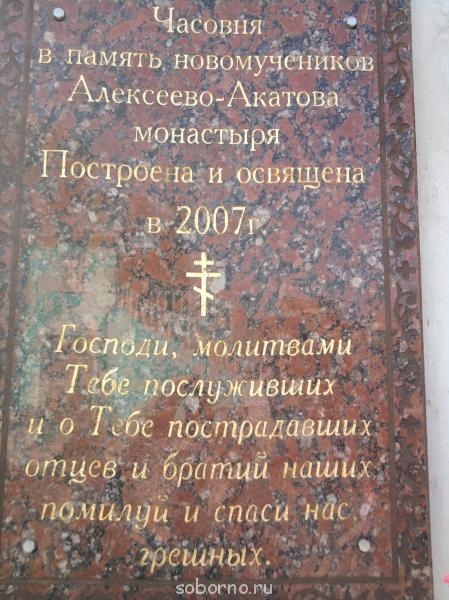 Часовня
в память новомучеников
Алексеево-Акатова
монастыря
Построена и освящена
в 2007г.
Господи, молитвами
Тебе послуживших
и о Тебе пострадавших
отцев и братий наших
помилуй и спаси нас,
грешных.
soborno.ru